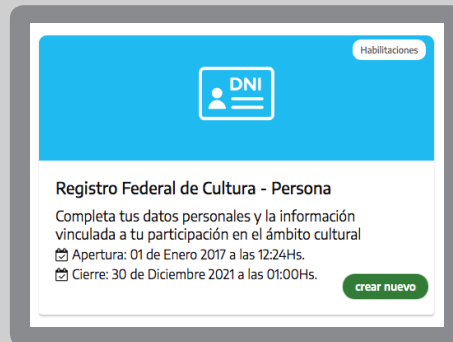 Habilitaciones
DNI
Registro Federal de Cultura - Persona
Completa tus datos personales y la información
vinculada a tu participación en el ámbito cultural
Apertura: 01 de Enero 2017 a las 12:24Hs.
Cierre: 30 de Diciembre 2021 a las 01:00Hs.
crear nuevo